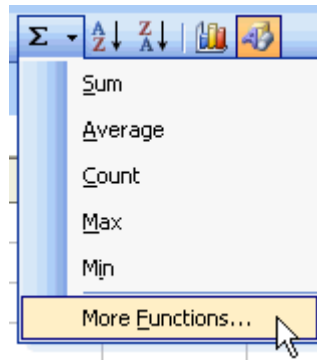 Σ A Z Z A
Sum
Average
Count
Max
Min
More Functions...